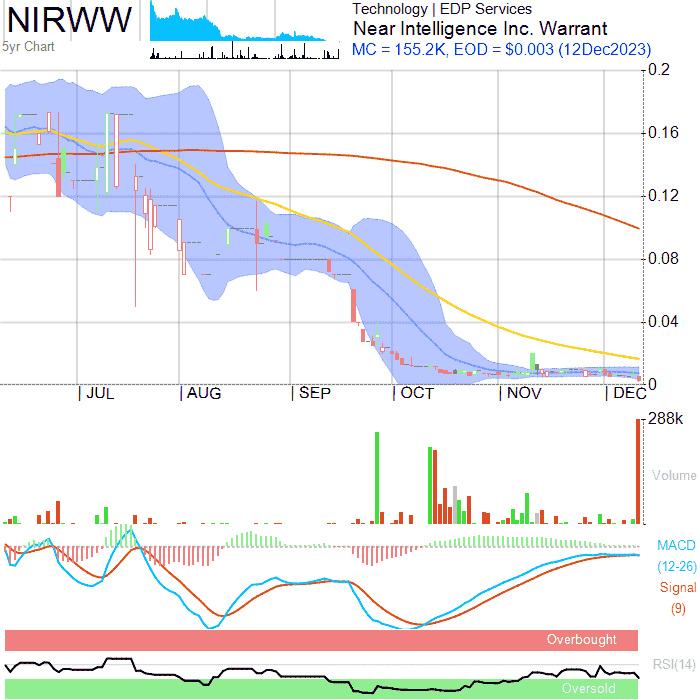 NIRWW
5yr Chart
Technology | EDP Services
Near Intelligence Inc. Warrant
MC = 155.2K, EOD = $0.003 (12Dec2023)
0.2
0.16
0.12
0.08
0.04
0
JUL AUG SEP OCT NOV DEC
288k
Volume
MACD
(12-26)
Signal
(9)
Overbought
RSI(14)
Oversold